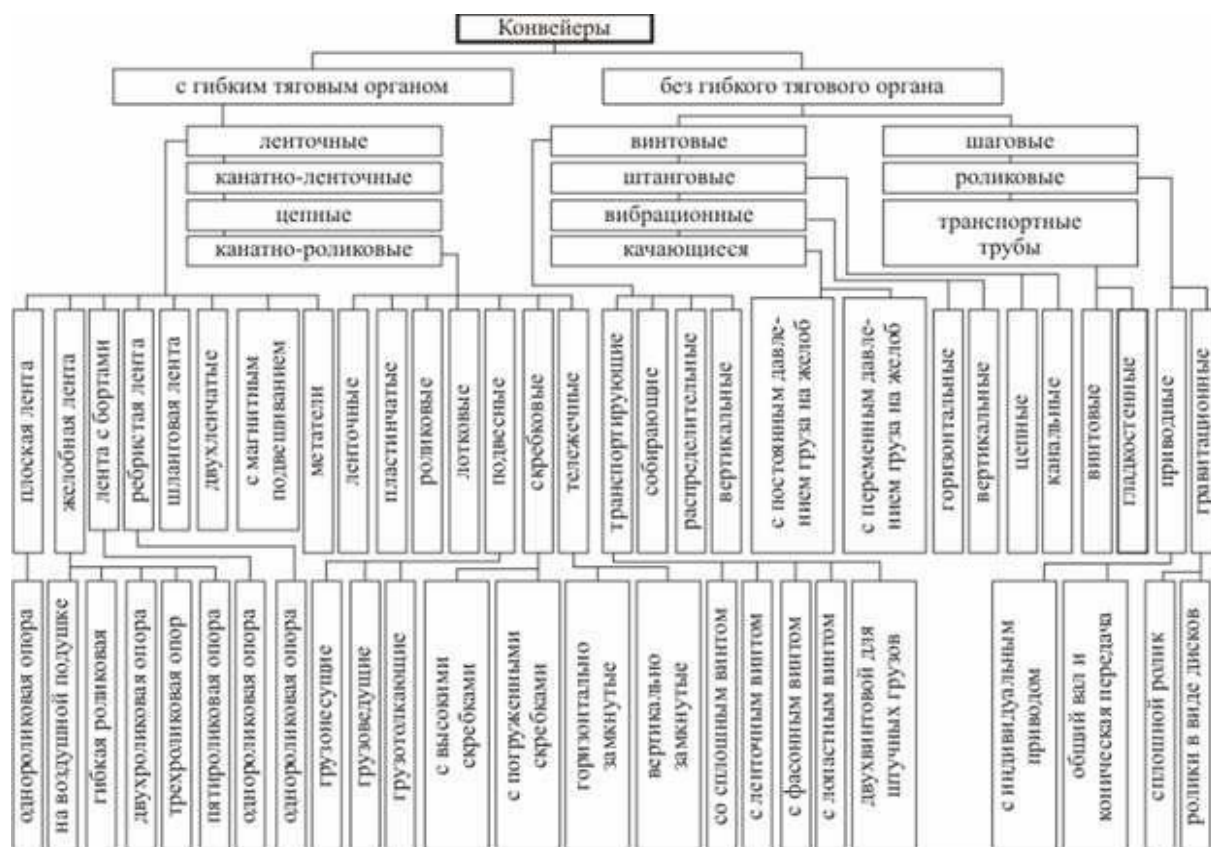 Конвейеры
с гибким тяговым органом
без гибкого тягового органа
ленточные
канатно-ленточные
цепные
канатно-роликовые
винтовые
штанговые
вибрационные
качающиеся
шаговые
роликовые
транспортные
трубы
плоская лента
желобная лента
лента с бортами
ребристая лента
шланговая лента
двухленчатые
с магнитным
подвешиванием
метатели
ленточные
пластинчатые
роликовые
лотковые
подвесные
скребковые
тележечные
транспортирующие
собирающие
распределительные
вертикальные
с постоянным давле-
нием груза на желоб
с переменным давле-
нием груза на желоб
горизонтальные
вертикальные
цепные
канальные
винтовые
гладкостенные
приводные
гравитационные
однороликовая опора
на воздушной подушке
гибкая роликовая
двухроликовая опора
трехроликовая опор
пятироликовая опора
однороликовая опора
однороликовая опора
грузонесущие
грузоведущие
грузотолкающие
с высокими
скребками
с погруженными
скребками
горизонтально
замкнутые
вертикально
замкнутые
со сплошным винтом
с ленточным винтом
с фасонным винтом
с лопастным винтом
двухвинтовой для
штучных грузов
с индивидуальным
приводом
общий вал и
коническая передача
сплошной ролик
ролики в виде дисков